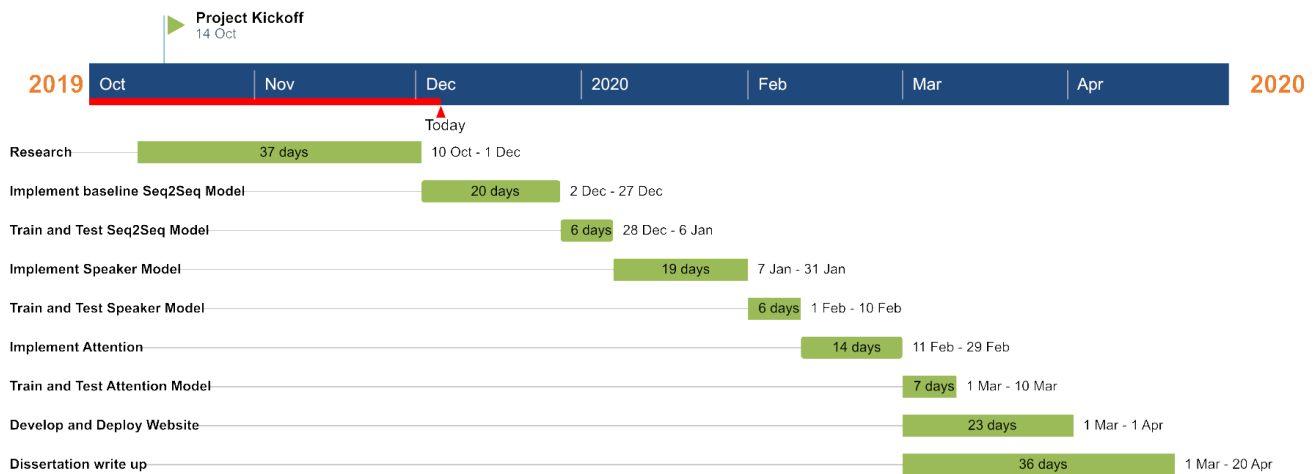 Project Kickoff
14 Oct
2019 Oct Nov Dec 2020 Feb Mar Apr 2020
Today
Research 37 days 10 Oct - 1 Dec
Implement baseline Seq2Seq Model 20 days 2 Dec - 27 Dec
Train and Test Seq2Seq Model 6 days 28 Dec - 6 Jan
Implement Speaker Model 19 days 7 Jan - 31 Jan
Train and Test Speaker Model 6 days 1 Feb - 10 Feb
Implement Attention 14 days 11 Feb - 29 Feb
Train and Test Attention Model 7 days 1 Mar - 10 Mar
Develop and Deploy Website 23 days 1 Mar - 1 Apr
Dissertation write up 36 days 1 Mar - 20 Apr